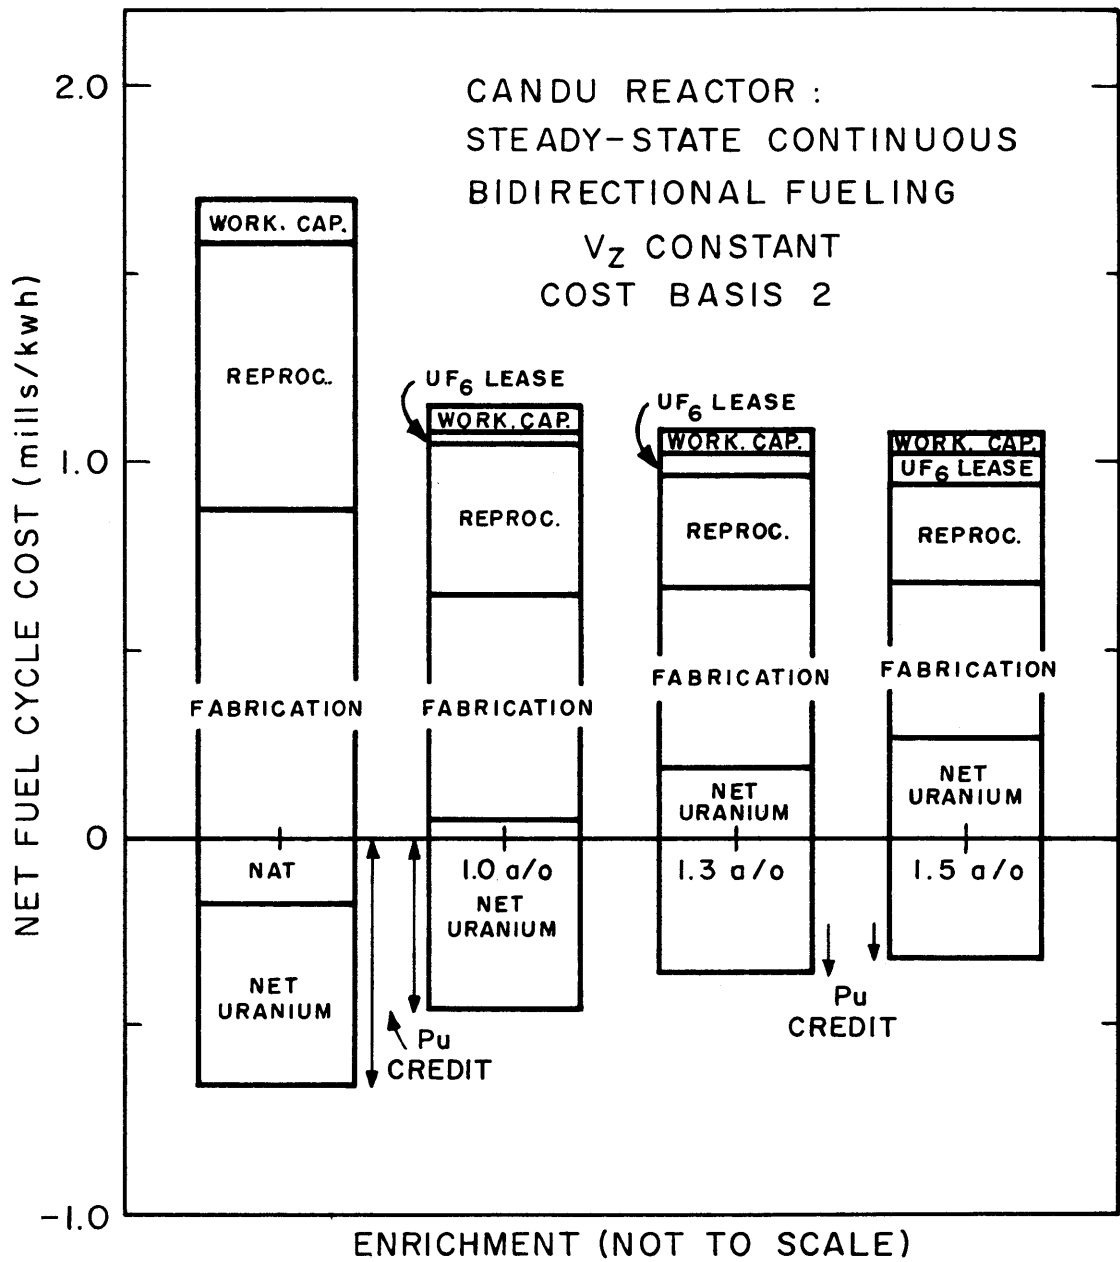 CANDU REACTOR :
STEADY-STATE CONTINUOUS
BIDIRECTIONAL FUELING
VZ CONSTANT
COST BASIS 2
NET FUEL CYCLE COST (mills/kwh)
2.0
1.0
0
-1.0
WORK. CAP.
REPROC..
FABRICATION
NAT
NET
URANIUM
UF6 LEASE
WORK. CAP.
REPROC.
FABRICATION
1.0 a/o
NET
URANIUM
Pu
CREDIT
UF6 LEASE
WORK. CAP.
REPROC.
FABRICATION
NET
URANIUM
1.3 a/o
WORK. CAP.
UF6 LEASE
REPROC.
FABRICATION
NET
URANIUM
1.5 a/o
Pu
CREDIT
ENRICHMENT (NOT TO SCALE)